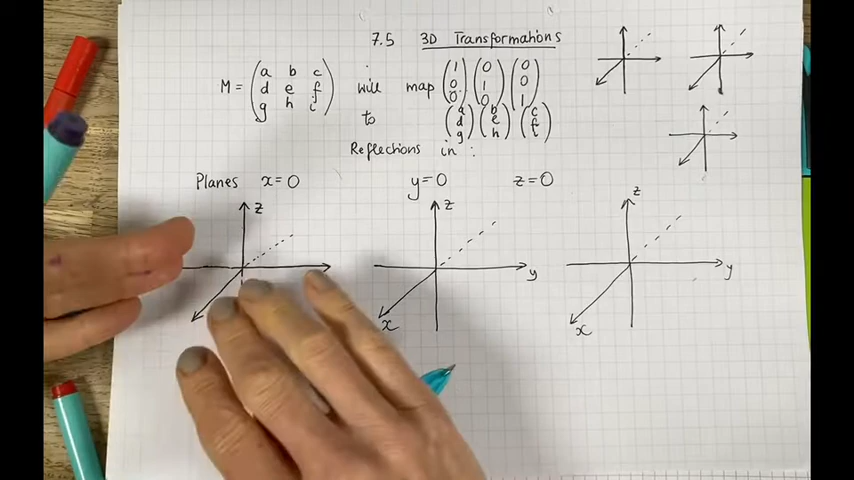 7.5 3D Transformations
M = (a b c
d e f
g h i) will map (1 0 0) (0 1 0) (0 0 1)
to (a d g) (b e h) (c f i)
Reflections in :
Planes x=0 y=0 z=0
z z z
y y
x x